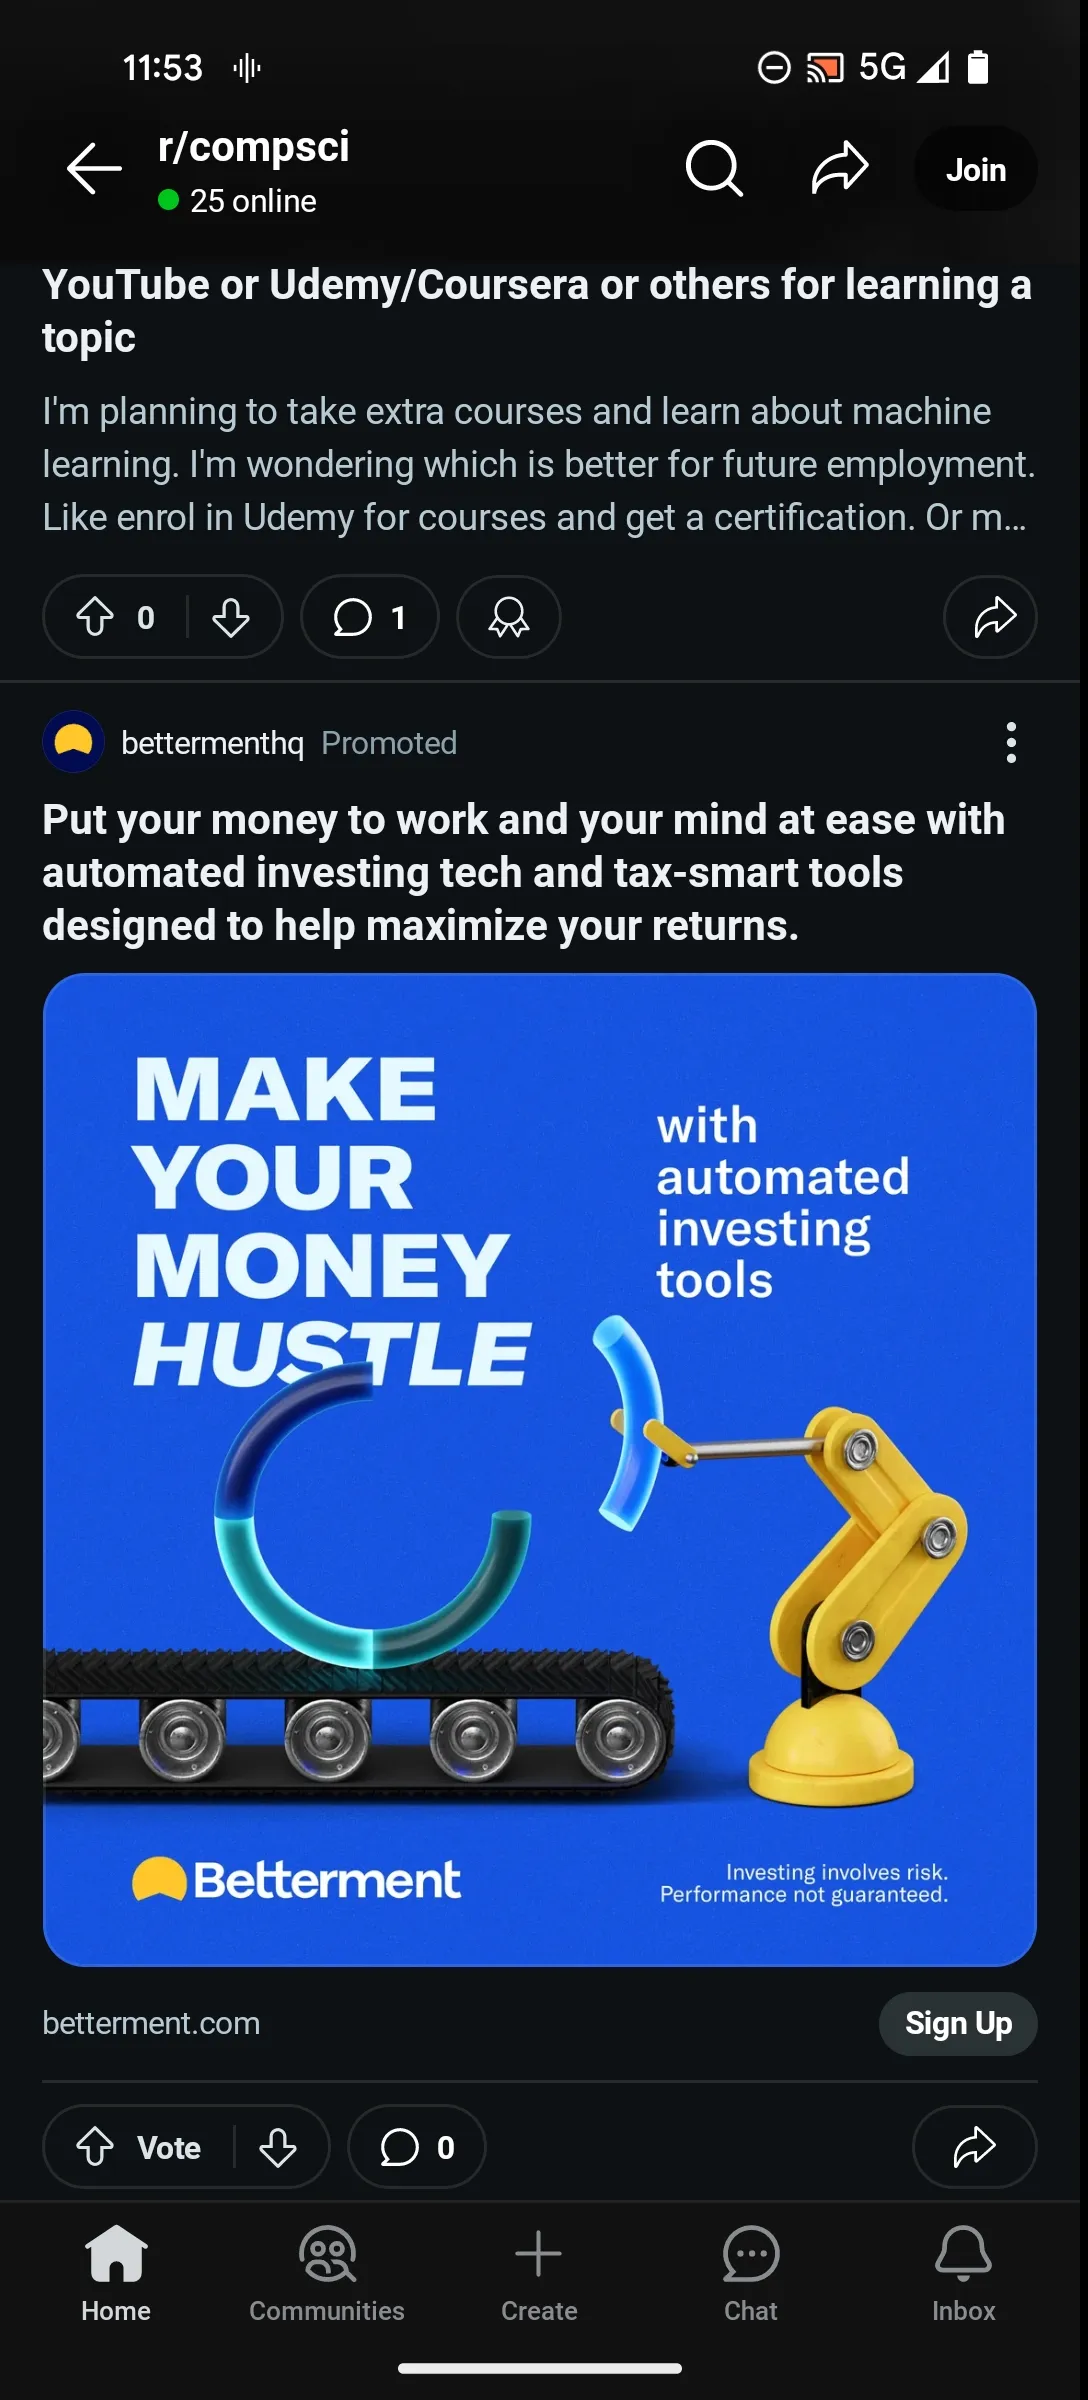 11:53
5G
r/compsci
25 online
Join
YouTube or Udemy/Coursera or others for learning a
topic
I'm planning to take extra courses and learn about machine
learning. I'm wondering which is better for future employment.
Like enrol in Udemy for courses and get a certification. Or m...
0
1
bettermenthq Promoted
Put your money to work and your mind at ease with
automated investing tech and tax-smart tools
designed to help maximize your returns.
MAKE
YOUR
MONEY
HUSTLE
with
automated
investing
tools
Betterment
Investing involves risk.
Performance not guaranteed.
betterment.com
Sign Up
Vote
0
Home
Communities
Create
Chat
Inbox